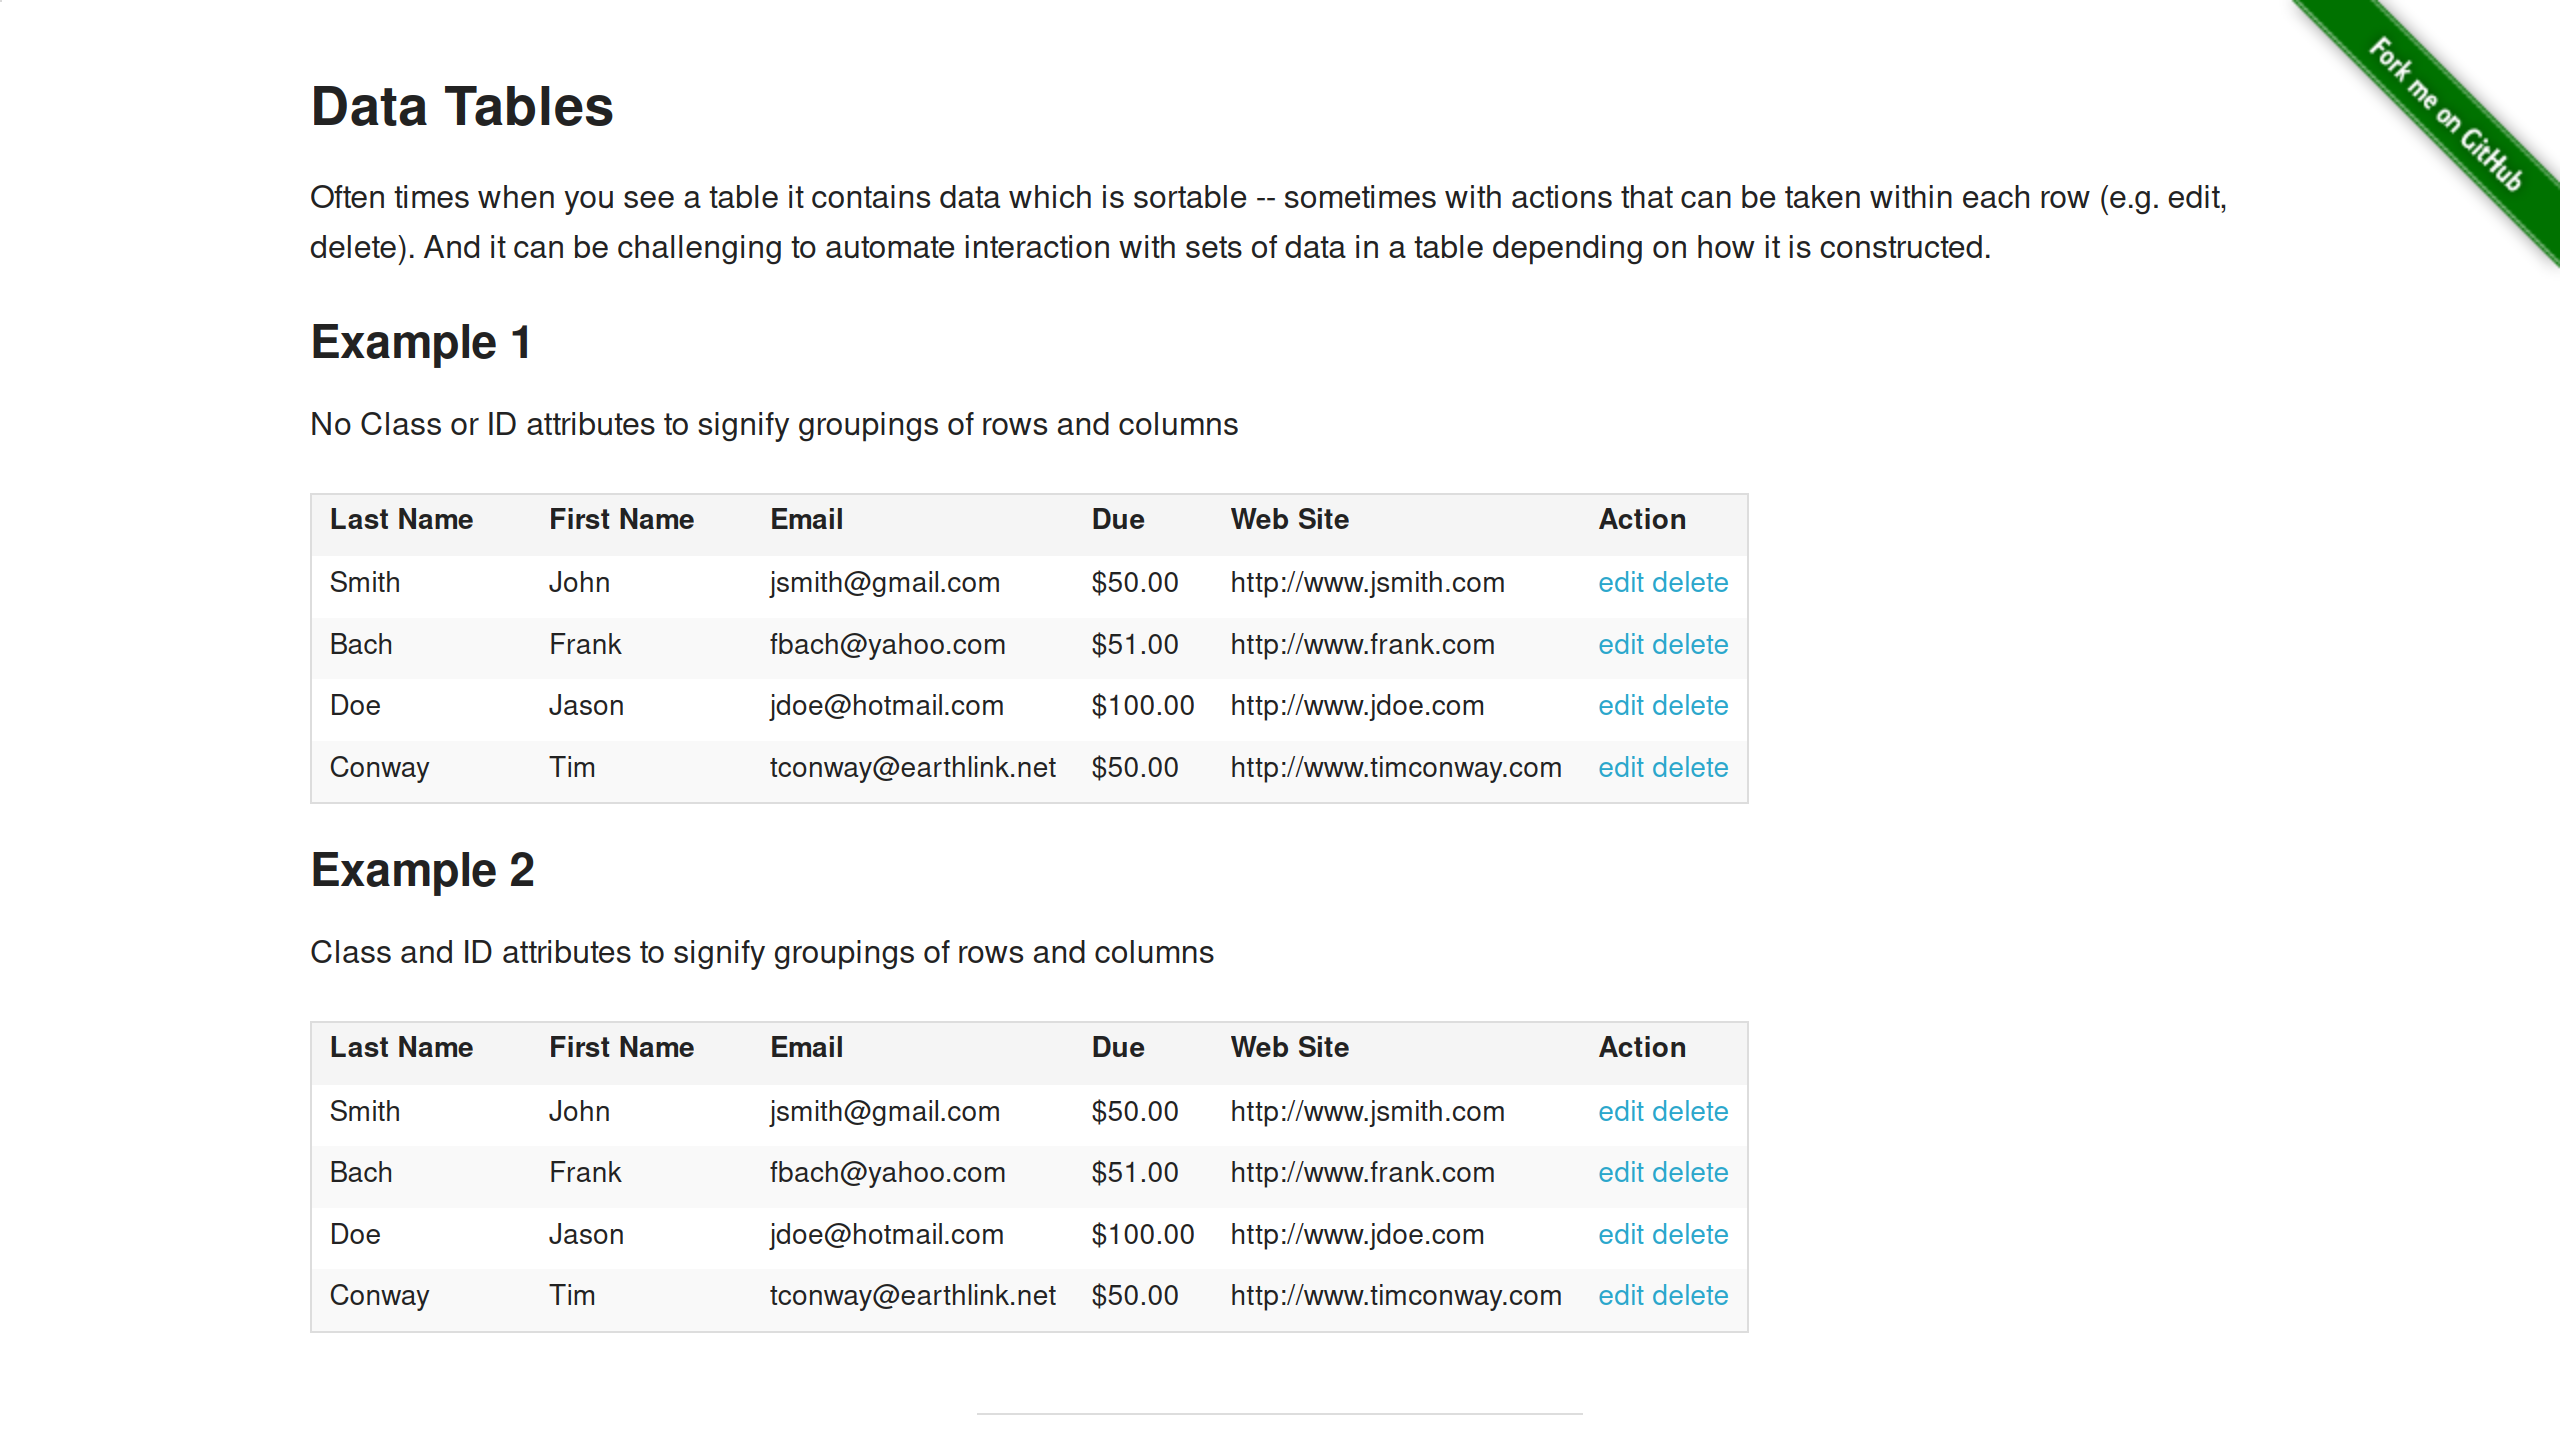 Fork me on GitHub
Data Tables
Often times when you see a table it contains data which is sortable -- sometimes with actions that can be taken within each row (e.g. edit,
delete). And it can be challenging to automate interaction with sets of data in a table depending on how it is constructed.
Example 1
No Class or ID attributes to signify groupings of rows and columns
Last Name First Name Email Due Web Site Action
Smith John jsmith@gmail.com $50.00 http://www.jsmith.com edit delete
Bach Frank fbach@yahoo.com $51.00 http://www.frank.com edit delete
Doe Jason jdoe@hotmail.com $100.00 http://www.jdoe.com edit delete
Conway Tim tconway@earthlink.net $50.00 http://www.timconway.com edit delete
Example 2
Class and ID attributes to signify groupings of rows and columns
Last Name First Name Email Due Web Site Action
Smith John jsmith@gmail.com $50.00 http://www.jsmith.com edit delete
Bach Frank fbach@yahoo.com $51.00 http://www.frank.com edit delete
Doe Jason jdoe@hotmail.com $100.00 http://www.jdoe.com edit delete
Conway Tim tconway@earthlink.net $50.00 http://www.timconway.com edit delete